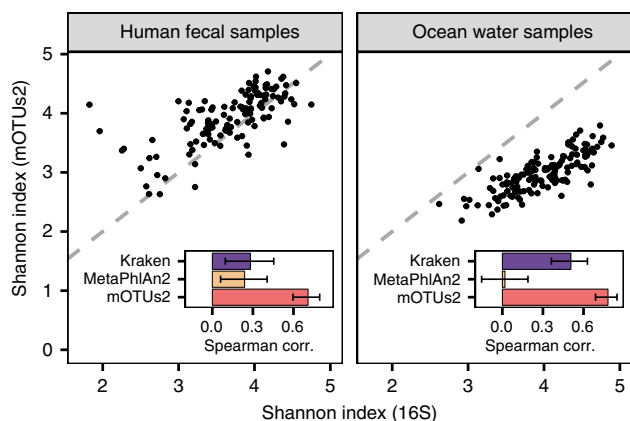 Human fecal samples
Ocean water samples
Shannon index (mOTUs2)
5
4
3
2
1
0
Kraken
MetaPhlAn2
mOTUs2
0.0 0.3 0.6
Spearman corr.
Kraken
MetaPhlAn2
mOTUs2
0.0 0.3 0.6
Spearman corr.
2 3 4 5
2 3 4 5
Shannon index (16S)